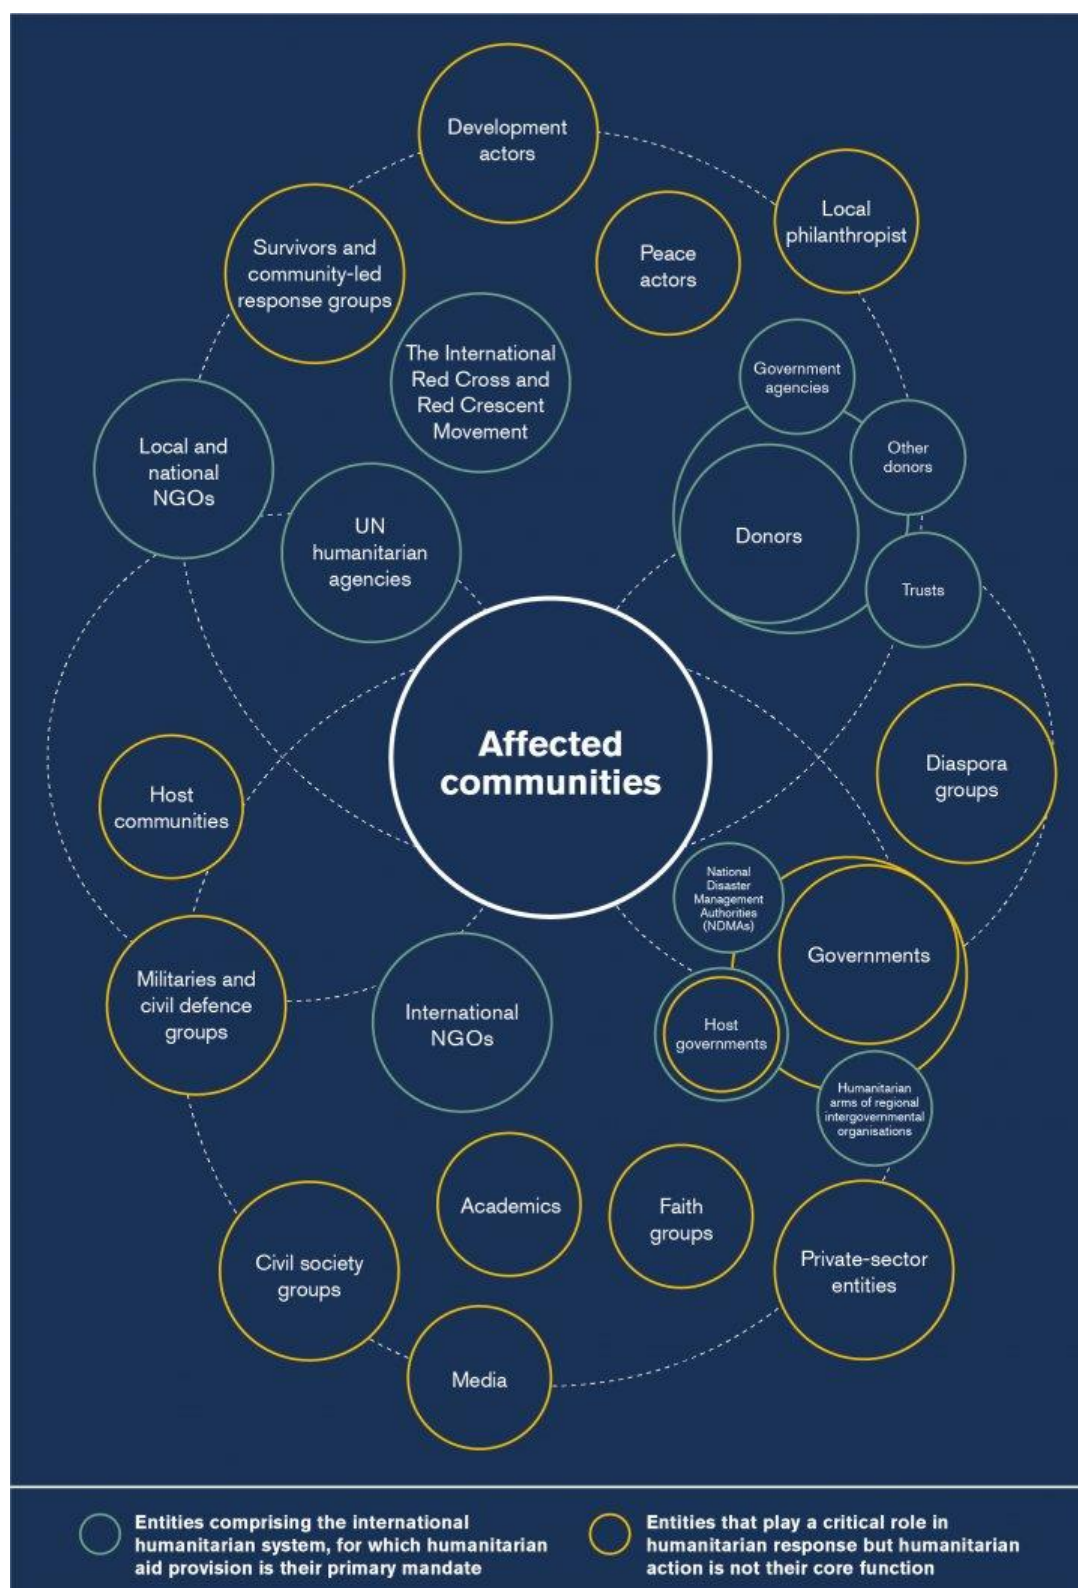 Development
actors
Local
philanthropist
Survivors and
community-led
response groups
Peace
actors
The International
Red Cross and
Red Crescent
Movement
Government
agencies
Local and
national
NGOs
Other
donors
UN
humanitarian
agencies
Donors
Trusts
Affected
communities
Diaspora
groups
Host
communities
National
Disaster
Management
Authorities
(NDMAs)
Governments
Militaries and
civil defence
groups
International
NGOs
Host
governments
Humanitarian
arms of regional
intergovernmental
organisations
Academics
Faith
groups
Civil society
groups
Private-sector
entities
Media
Entities comprising the international
humanitarian system, for which humanitarian
aid provision is their primary mandate
Entities that play a critical role in
humanitarian response but humanitarian
action is not their core function